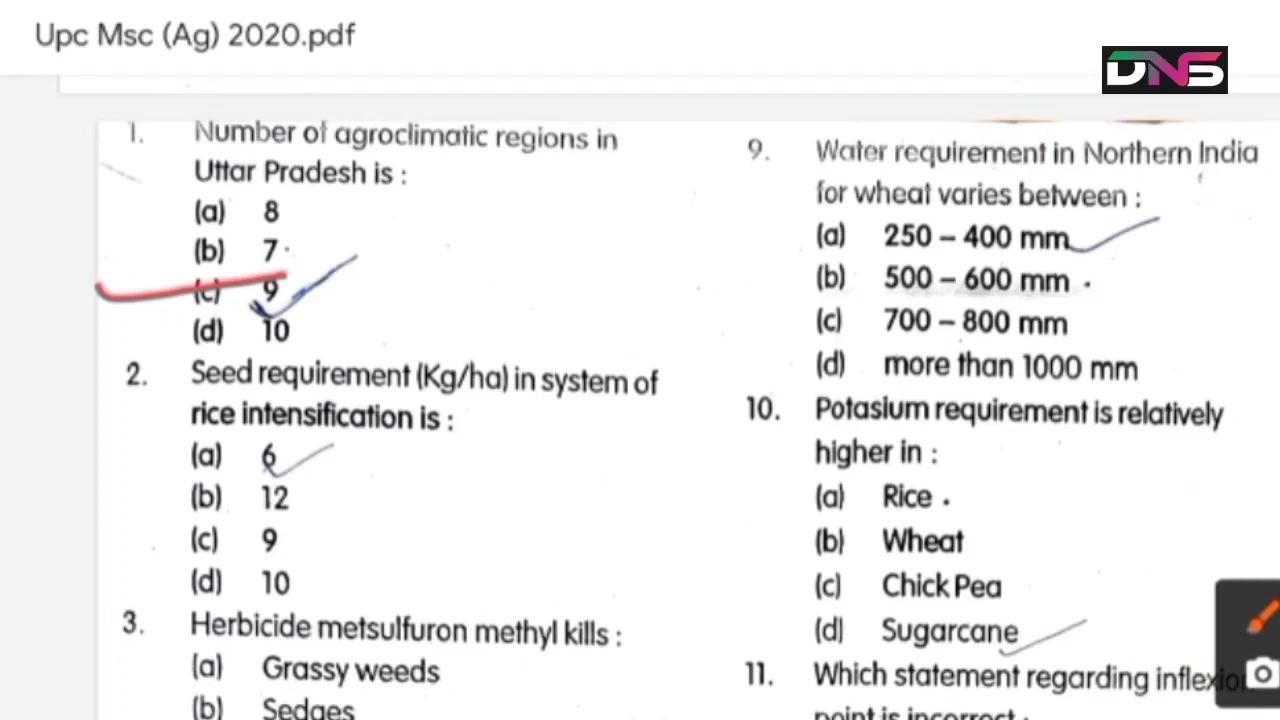 Upc Msc (Ag) 2020.pdf
DNS
1. Number of agroclimatic regions in
Uttar Pradesh is :
(a) 8
(b) 7
(c) 9
(d) 10
2. Seed requirement (Kg/ha) in system of
rice intensification is :
(a) 6
(b) 12
(c) 9
(d) 10
3. Herbicide metsulfuron methyl kills :
(a) Grassy weeds
(b) Sedges
9. Water requirement in Northern India
for wheat varies between :
(a) 250 – 400 mm
(b) 500 – 600 mm
(c) 700 – 800 mm
(d) more than 1000 mm
10. Potasium requirement is relatively
higher in :
(a) Rice
(b) Wheat
(c) Chick Pea
(d) Sugarcane
11. Which statement regarding inflexion
point is incorrect :